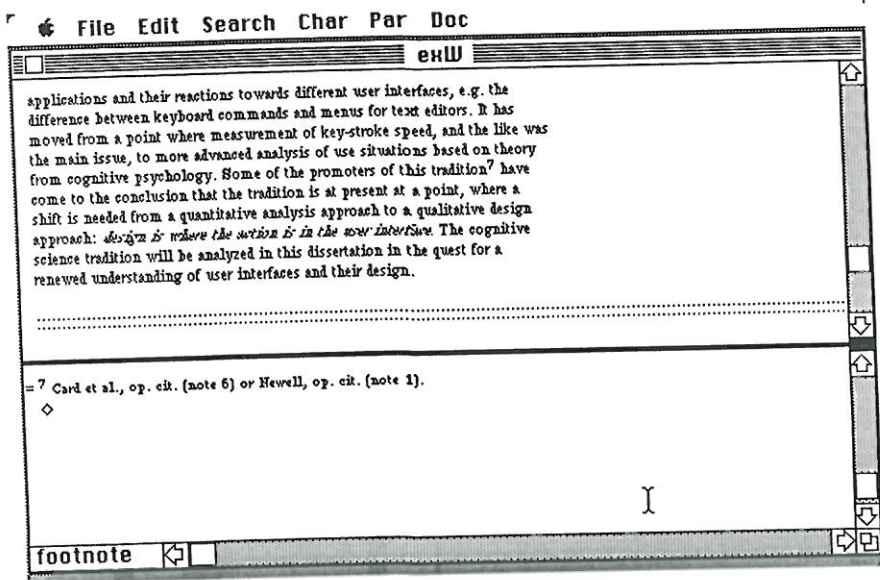 File Edit Search Char Par Doc
exW
applications and their reactions towards different user interfaces, e.g. the
difference between keyboard commands and menus for text editors. It has
moved from a point where measurement of key-stroke speed, and the like was
the main issue, to more advanced analysis of use situations based on theory
from cognitive psychology. Some of the promoters of this tradition7 have
come to the conclusion that the tradition is at present at a point, where a
shift is needed from a quantitative analysis approach to a qualitative design
approach: design is where the action is in the user interface. The cognitive
science tradition will be analyzed in this dissertation in the quest for a
renewed understanding of user interfaces and their design.
= 7 Card et al., op. cit. (note 6) or Newell, op. cit. (note 1).
footnote